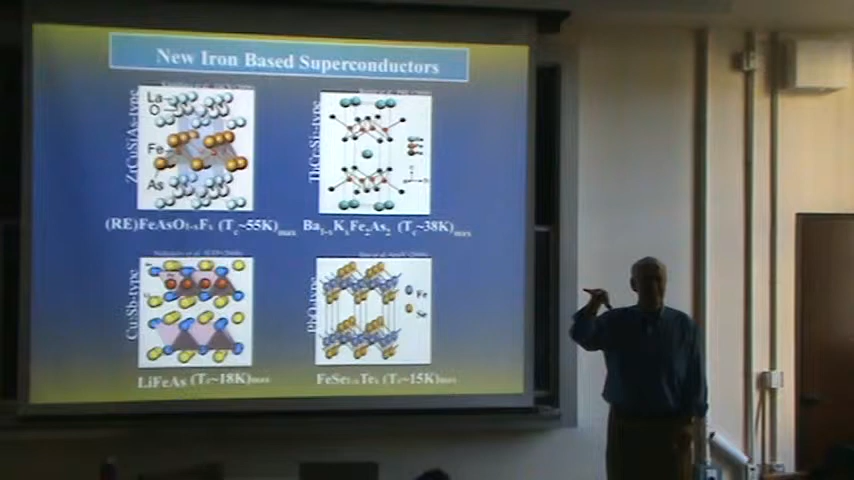 New Iron Based Superconductors
La
O
Fe
As
ZrCuSiAs-type
(RE)FeAsO1-xFx (Tc~55K)max
ThCr2Si2-type
Ba1-xKxFe2As2 (Tc~38K)max
Cu2Sb-type
LiFeAs (Tc~18K)max
PbO-type
Fe
Se
FeSe1-xTex (Tc~15K)max